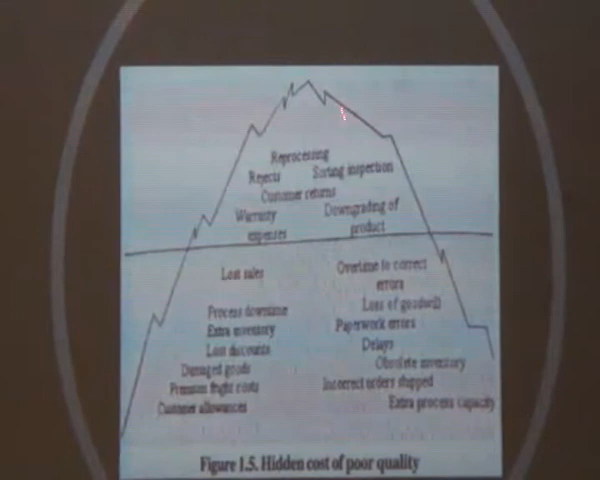 Reprocessing
Rejects Sorting inspection
Customer returns
Warranty expenses
Downgrading of product
Lost sales
Overtime to correct errors
Process downtime
Loss of goodwill
Extra inventory
Paperwork errors
Lost discounts
Delays
Damaged goods
Obsolete inventory
Premium fright costs
Incorrect orders shipped
Customer allowances
Extra process capacity
Figure 1.5. Hidden cost of poor quality